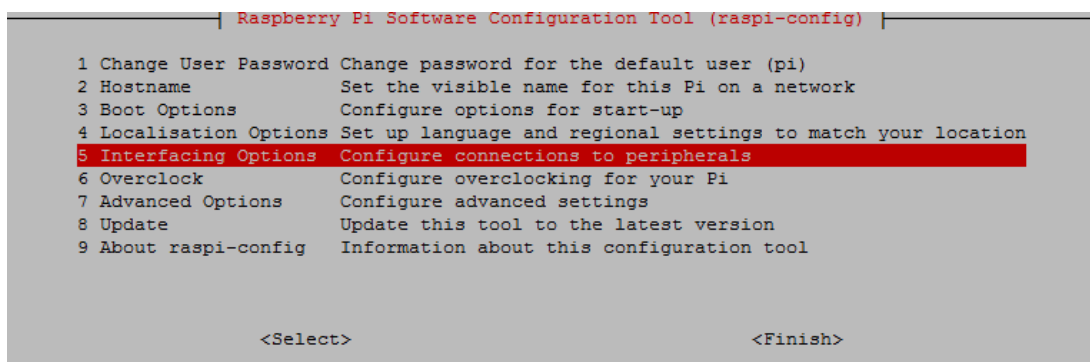 Raspberry Pi Software Configuration Tool (raspi-config)
1 Change User Password Change password for the default user (pi)
2 Hostname Set the visible name for this Pi on a network
3 Boot Options Configure options for start-up
4 Localisation Options Set up language and regional settings to match your location
5 Interfacing Options Configure connections to peripherals
6 Overclock Configure overclocking for your Pi
7 Advanced Options Configure advanced settings
8 Update Update this tool to the latest version
9 About raspi-config Information about this configuration tool
<Select> <Finish>